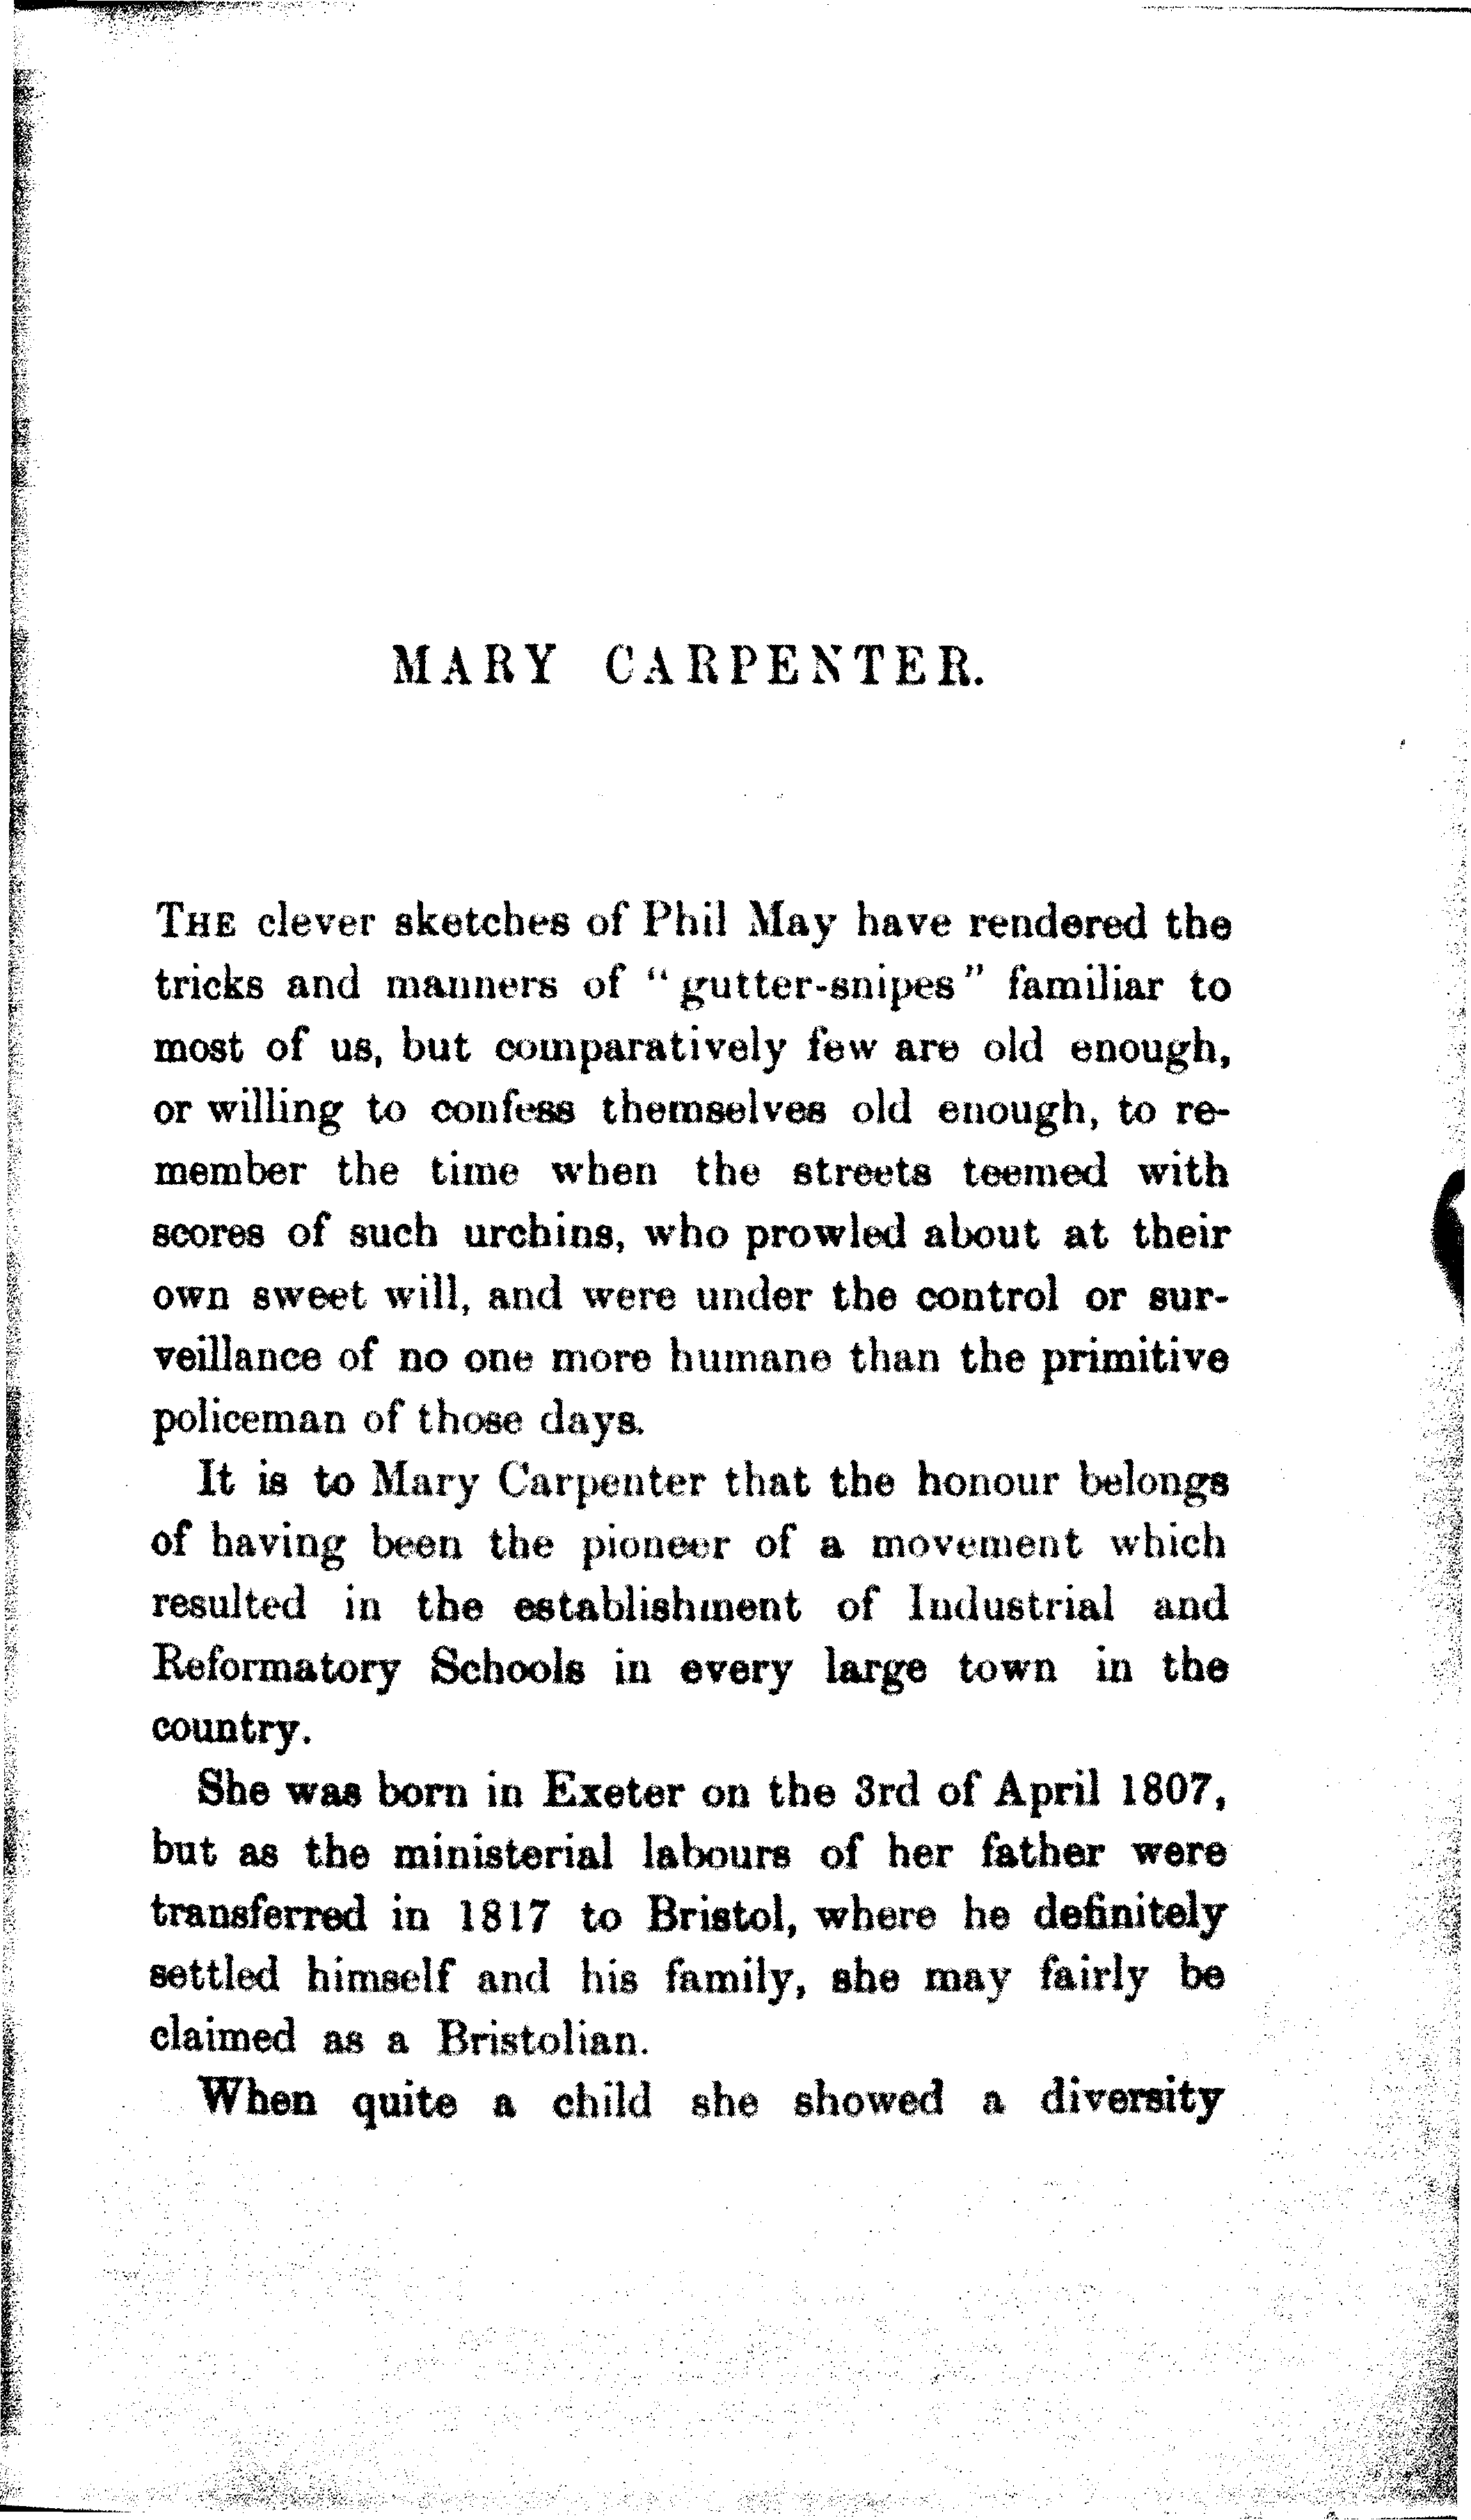 MARY CARPENTER.
THE clever sketches of Phil May have rendered the
tricks and manners of "gutter-snipes" familiar to
most of us, but comparatively few are old enough,
or willing to confess themselves old enough, to re-
member the time when the streets teemed with
scores of such urchins, who prowled about at their
own sweet will, and were under the control or sur-
veillance of no one more humane than the primitive
policeman of those days.
It is to Mary Carpenter that the honour belongs
of having been the pioneer of a movement which
resulted in the establishment of Industrial and
Reformatory Schools in every large town in the
country.
She was born in Exeter on the 3rd of April 1807,
but as the ministerial labours of her father were
transferred in 1817 to Bristol, where he definitely
settled himself and his family, she may fairly be
claimed as a Bristolian.
When quite a child she showed a diversity